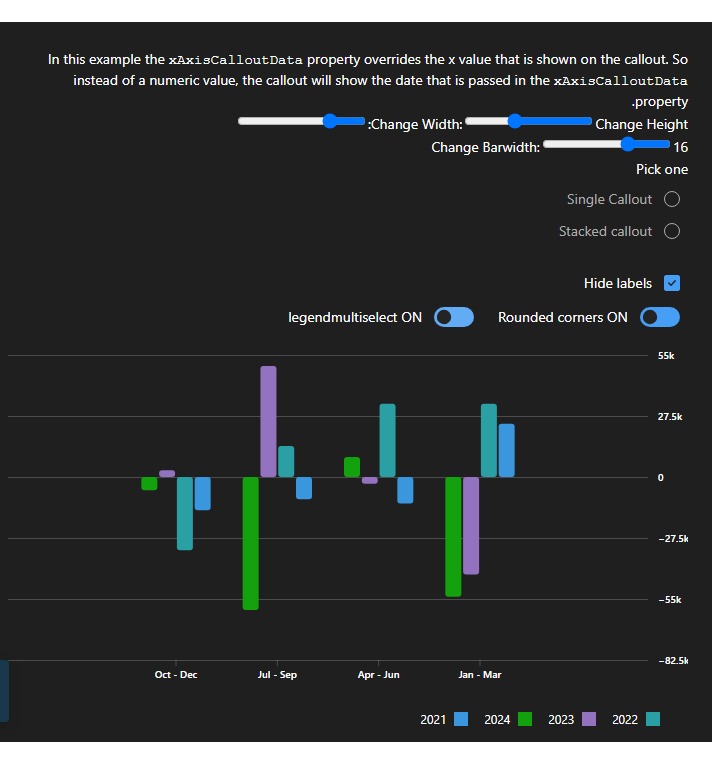 In this example the xAxisCalloutData property overrides the x value that is shown on the callout. So
instead of a numeric value, the callout will show the date that is passed in the xAxisCalloutData
.property
:Change Width: Change Height
Change Barwidth: 16
Pick one
Single Callout
Stacked callout
Hide labels
legendmultiselect ON Rounded corners ON
55k
27.5k
0
−27.5k
−55k
−82.5k
Oct - Dec Jul - Sep Apr - Jun Jan - Mar
2021 2024 2023 2022